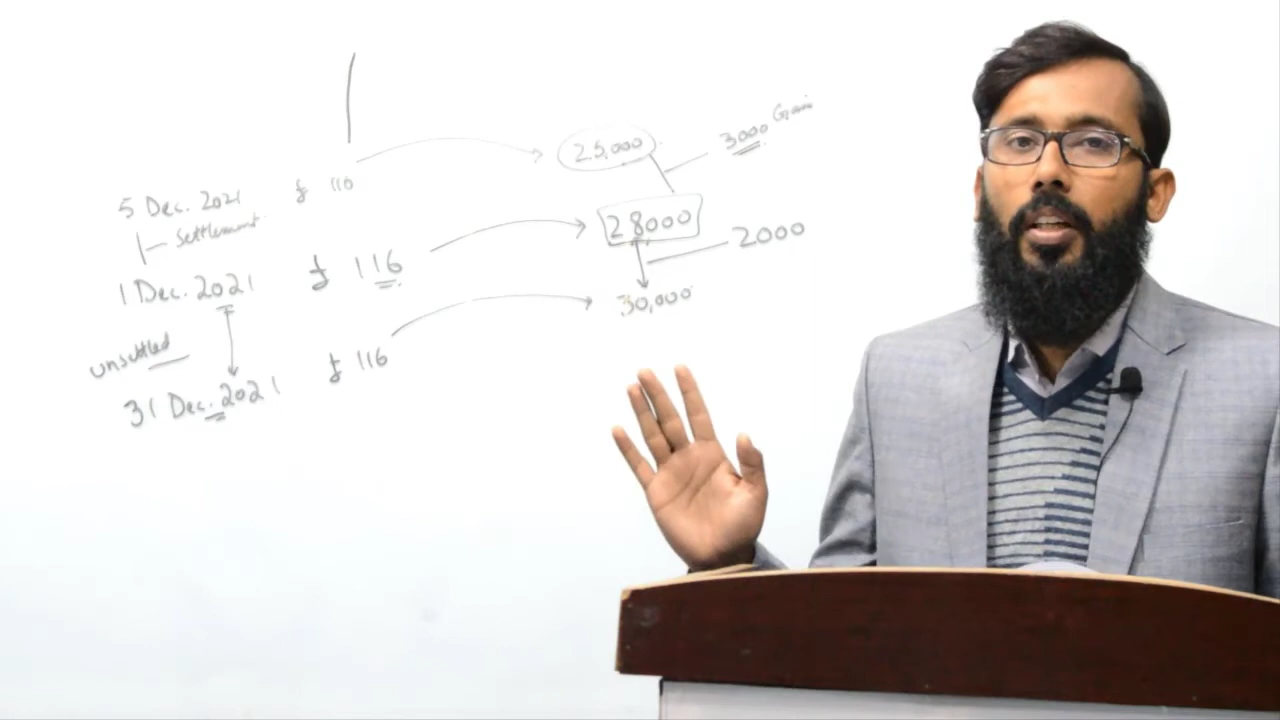 25,000 3000 Gain
5 Dec. 2021 £ 116
Settlement
28000 2000
1 Dec. 2021 £ 116
30,000
unsettled
31 Dec. 2021 £ 116